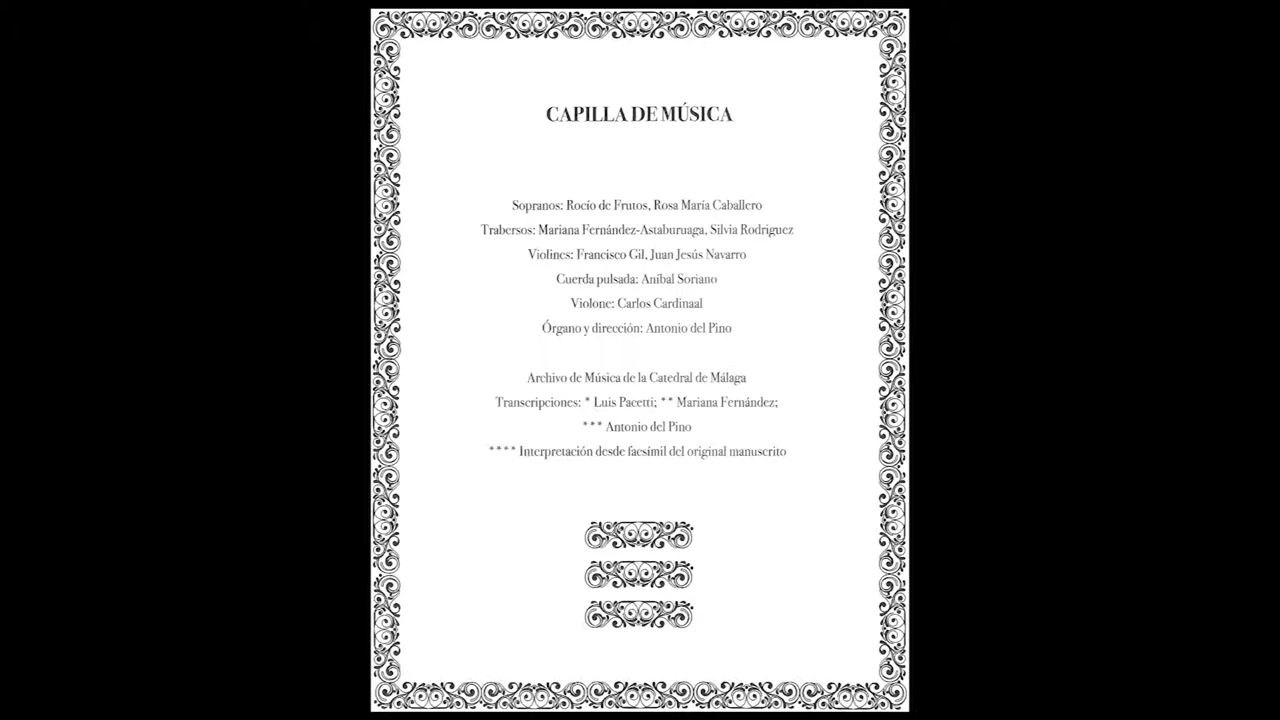 CAPILLA DE MÚSICA
Sopranos: Rocío de Frutos, Rosa María Caballero
Trabersos: Mariana Fernández-Astaburuaga, Silvia Rodriguez
Violines: Francisco Gil, Juan Jesús Navarro
Cuerda pulsada: Aníbal Soriano
Violone: Carlos Cardinaal
Órgano y dirección: Antonio del Pino
Archivo de Música de la Catedral de Málaga
Transcripciones: * Luis Pacetti; ** Mariana Fernández;
*** Antonio del Pino
**** Interpretación desde facsímil del original manuscrito